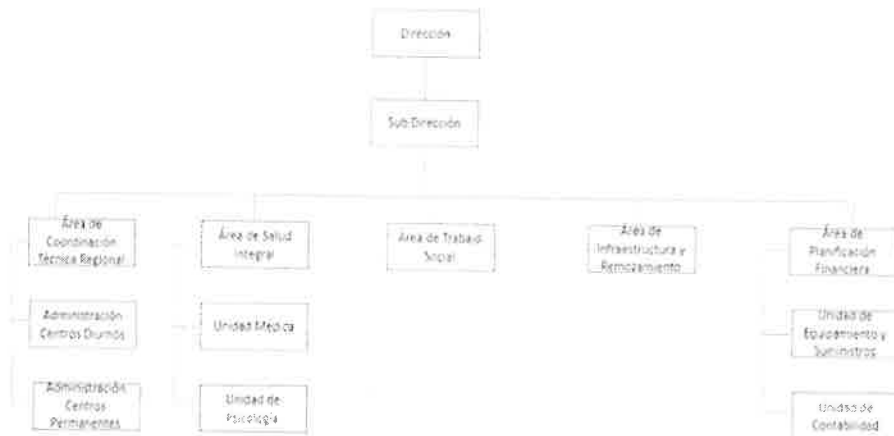 Dirección
Sub Dirección
Área de
Coordinación
Técnica Regional
Área de Salud
Integral
Área de Trabajo
Social
Área de
Infraestructura y
Remozamiento
Área de
Planificación
Financiera
Administración
Centros Diurnos
Unidad Médica
Unidad de
Equipamiento y
Suministros
Administración
Centros
Permanentes
Unidad de
Psicología
Unidad de
Contabilidad